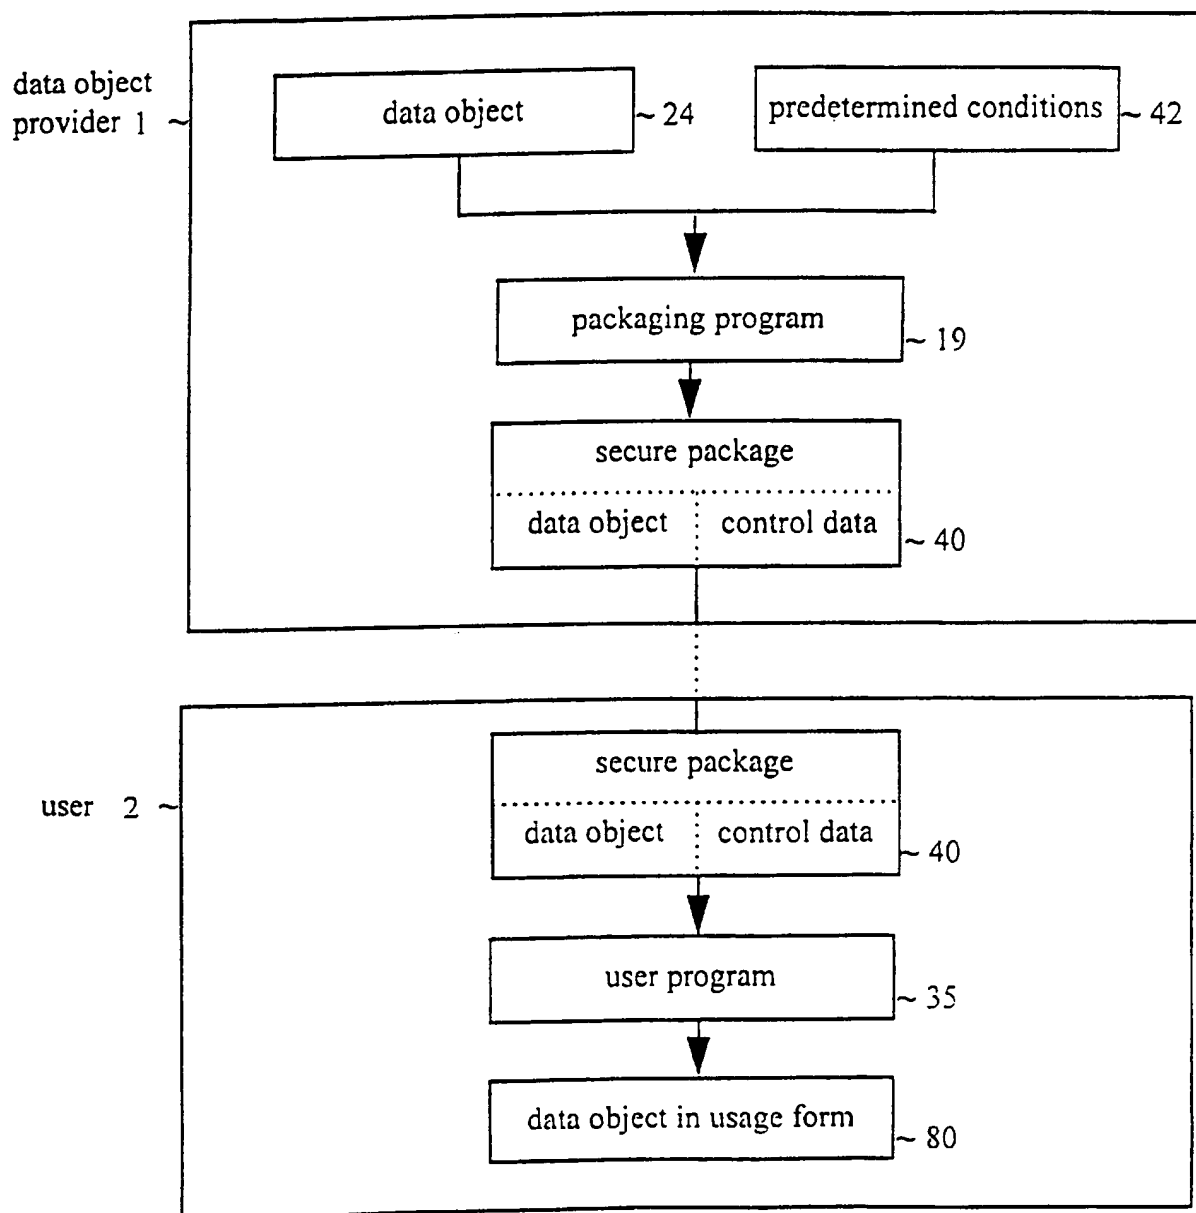 data object
provider 1 ~
data object
~ 24
predetermined conditions
~ 42
packaging program
~ 19
secure package
data object
control data
~ 40
user 2 ~
secure package
data object
control data
~ 40
user program
~ 35
data object in usage form
~ 80